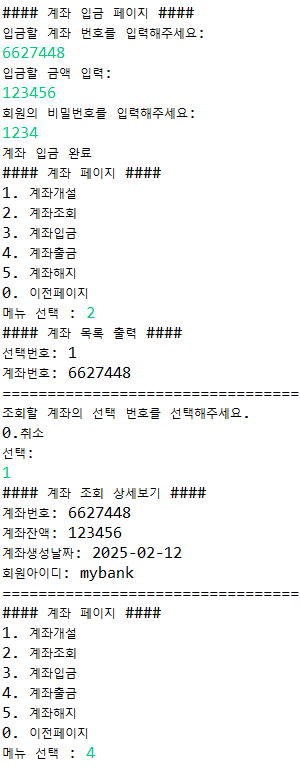 #### 계좌 입금 페이지 ####
입금할 계좌 번호를 입력해주세요:
6627448
입금할 금액 입력:
123456
회원의 비밀번호를 입력해주세요:
1234
계좌 입금 완료
#### 계좌 페이지 ####
1. 계좌개설
2. 계좌조회
3. 계좌입금
4. 계좌출금
5. 계좌해지
0. 이전페이지
메뉴 선택 : 2
#### 계좌 목록 출력 ####
선택번호: 1
계좌번호: 6627448
=================================
조회할 계좌의 선택 번호를 선택해주세요.
0.취소
선택:
1
#### 계좌 조회 상세보기 ####
계좌번호: 6627448
계좌잔액: 123456
계좌생성날짜: 2025-02-12
회원아이디: mybank
=================================
#### 계좌 페이지 ####
1. 계좌개설
2. 계좌조회
3. 계좌입금
4. 계좌출금
5. 계좌해지
0. 이전페이지
메뉴 선택 : 4